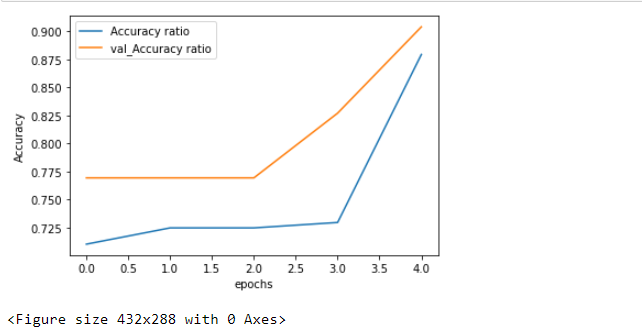 0.900
0.875
0.850
0.825
0.800
0.775
0.750
0.725
Accuracy
Accuracy ratio
val_Accuracy ratio
0.0 0.5 1.0 1.5 2.0 2.5 3.0 3.5 4.0
epochs
<Figure size 432x288 with 0 Axes>